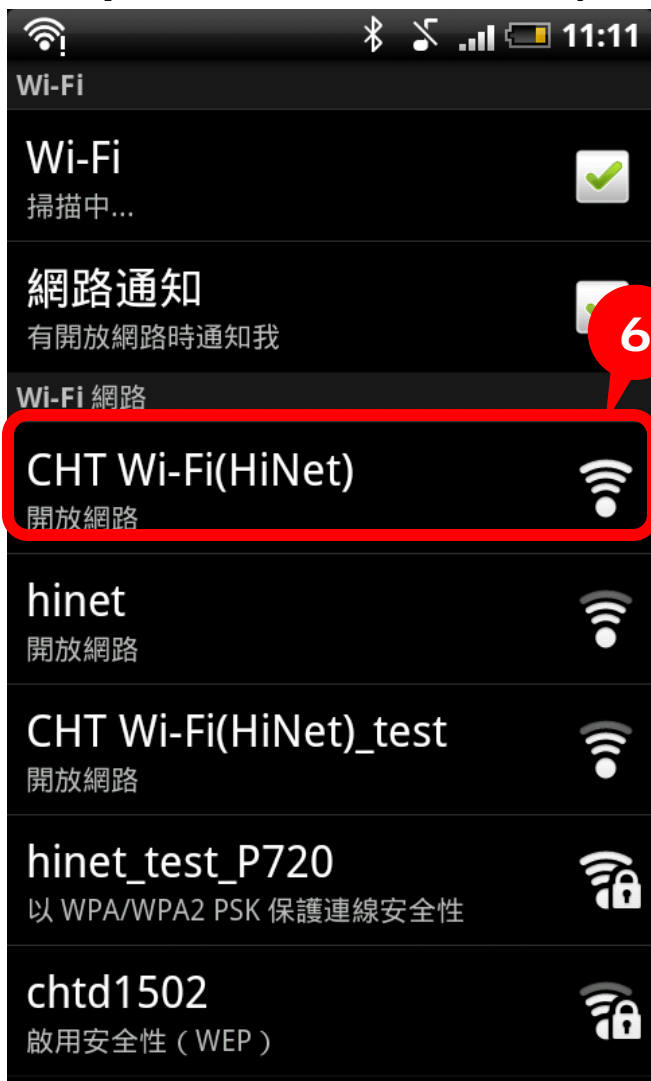 11:11
Wi-Fi
Wi-Fi
掃描中...
網路通知
有開放網路時通知我
6
Wi-Fi 網路
CHT Wi-Fi(HiNet)
開放網路
hinet
開放網路
CHT Wi-Fi(HiNet)_test
開放網路
hinet_test_P720
以 WPA/WPA2 PSK 保護連線安全性
chtd1502
啟用安全性（WEP）